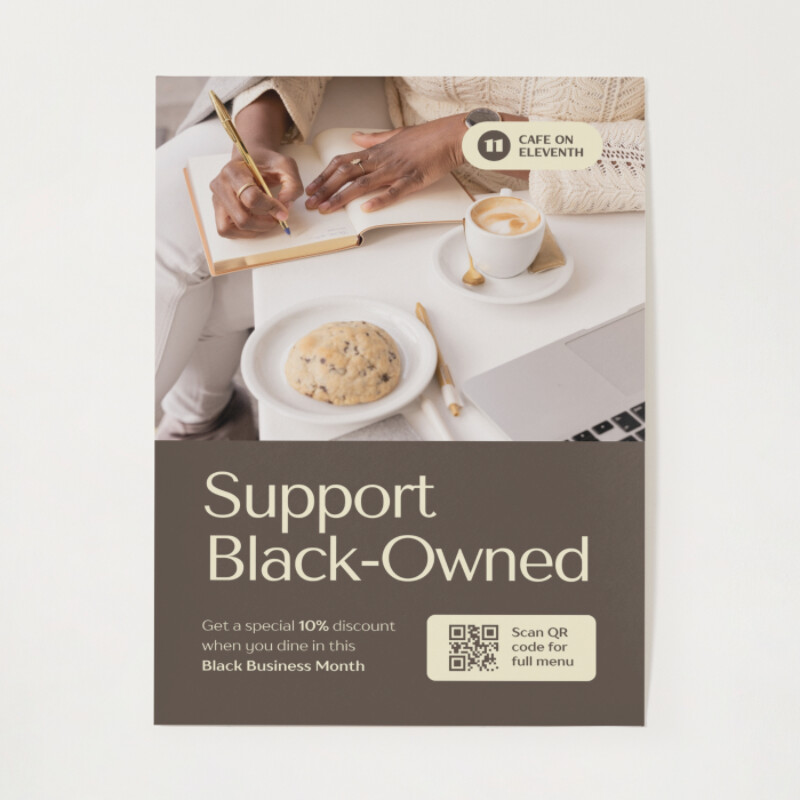 11
CAFE ON
ELEVENTH
Support
Black-Owned
Get a special 10% discount
when you dine in this
Black Business Month
Scan QR
code for
full menu